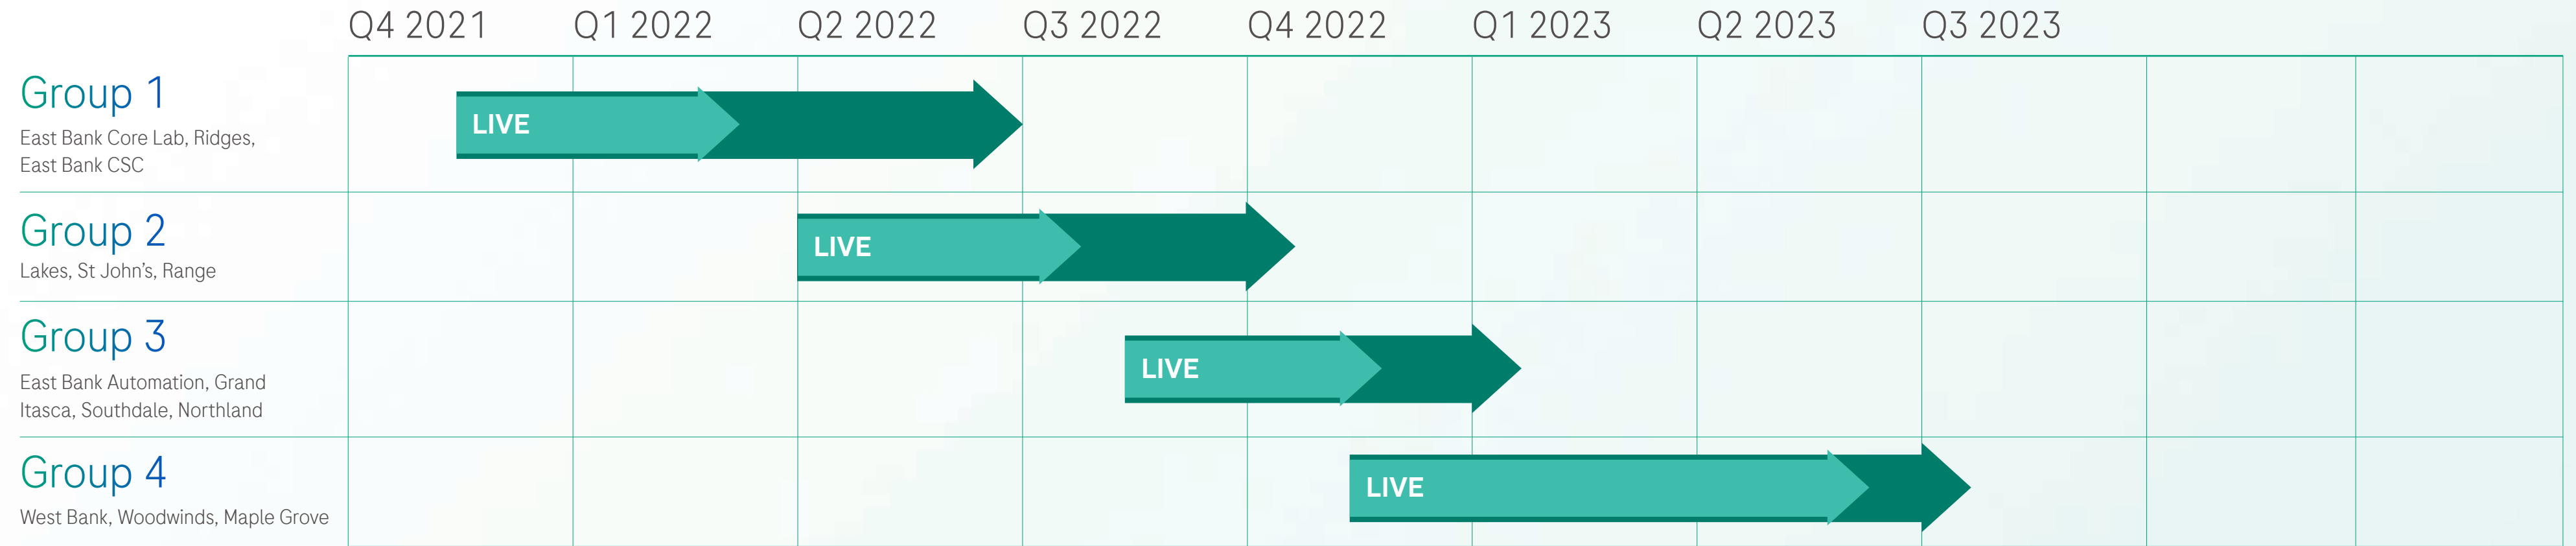 Q4 2021 Q1 2022 Q2 2022 Q3 2022 Q4 2022 Q1 2023 Q2 2023 Q3 2023
Group 1
East Bank Core Lab, Ridges,
East Bank CSC
LIVE
Group 2
Lakes, St John’s, Range
LIVE
Group 3
East Bank Automation, Grand
Itasca, Southdale, Northland
LIVE
Group 4
West Bank, Woodwinds, Maple Grove
LIVE